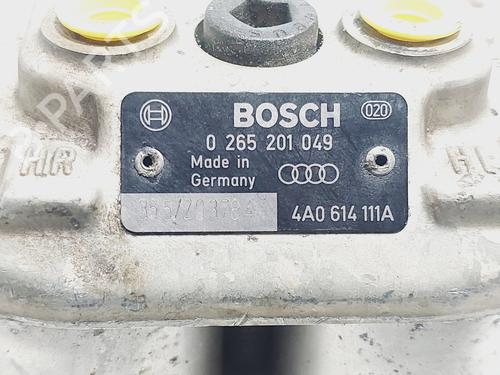 BOSCH
020
0 265 201 049
Made in
Germany
4A0 614 111A
HR